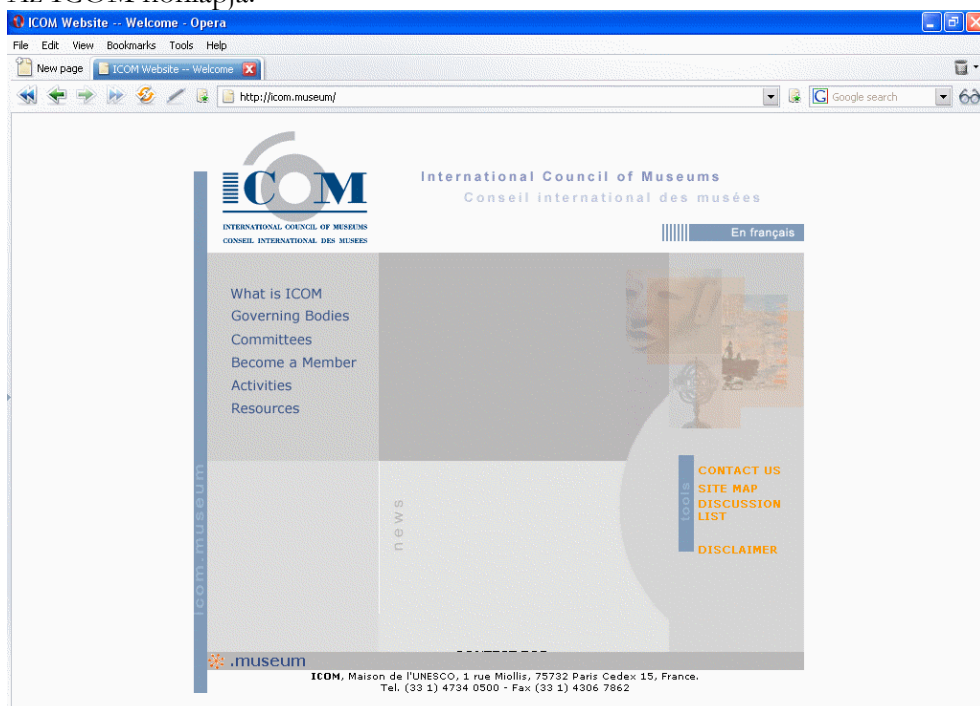 Az ICOM honlapja:
ICOM Website -- Welcome - Opera
File Edit View Bookmarks Tools Help
New page ICOM Website -- Welcome
http://icom.museum/ Google search
ICOM
INTERNATIONAL COUNCIL OF MUSEUMS
CONSEIL INTERNATIONAL DES MUSEES
International Council of Museums
Conseil international des musées
En français
What is ICOM
Governing Bodies
Committees
Become a Member
Activities
Resources
icom.museum
news
tools
CONTACT US
SITE MAP
DISCUSSION
LIST
DISCLAIMER
.museum
ICOM, Maison de l'UNESCO, 1 rue Miollis, 75732 Paris Cedex 15, France.
Tel. (33 1) 4734 0500 - Fax (33 1) 4306 7862